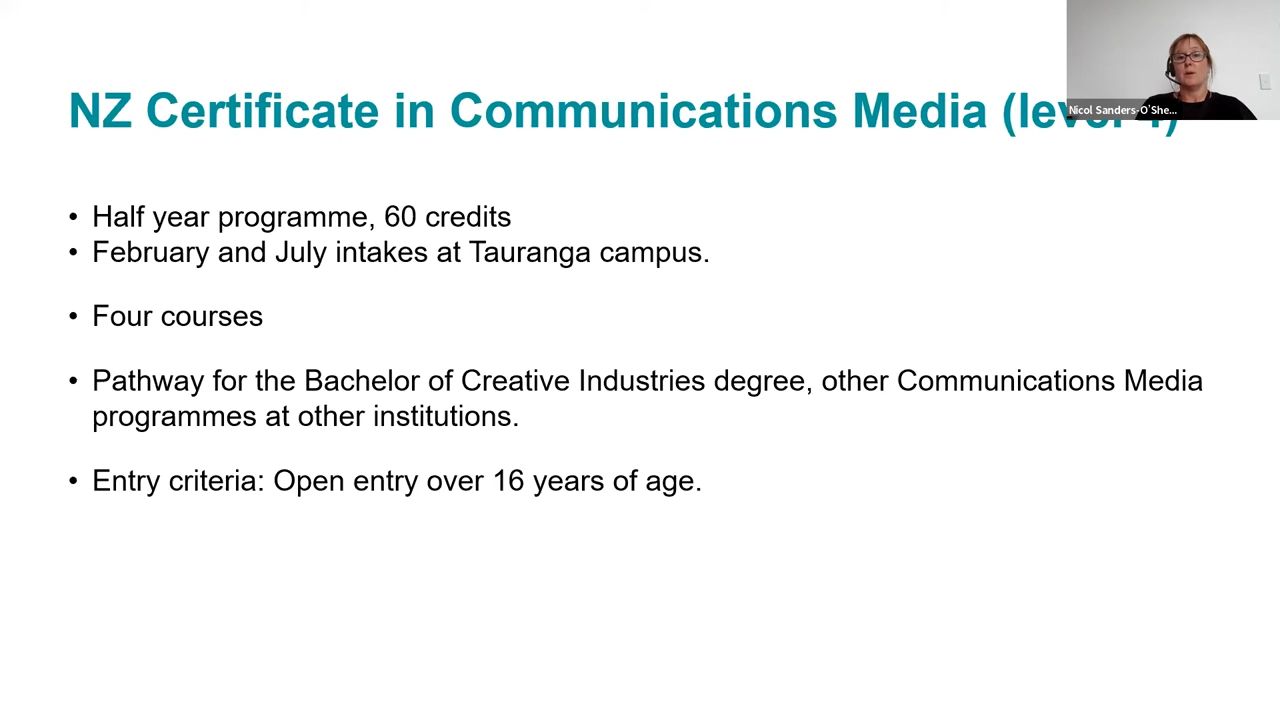 NZ Certificate in Communications Media
Nicol Sanders-O'She...
• Half year programme, 60 credits
• February and July intakes at Tauranga campus.
• Four courses
• Pathway for the Bachelor of Creative Industries degree, other Communications Media
programmes at other institutions.
• Entry criteria: Open entry over 16 years of age.